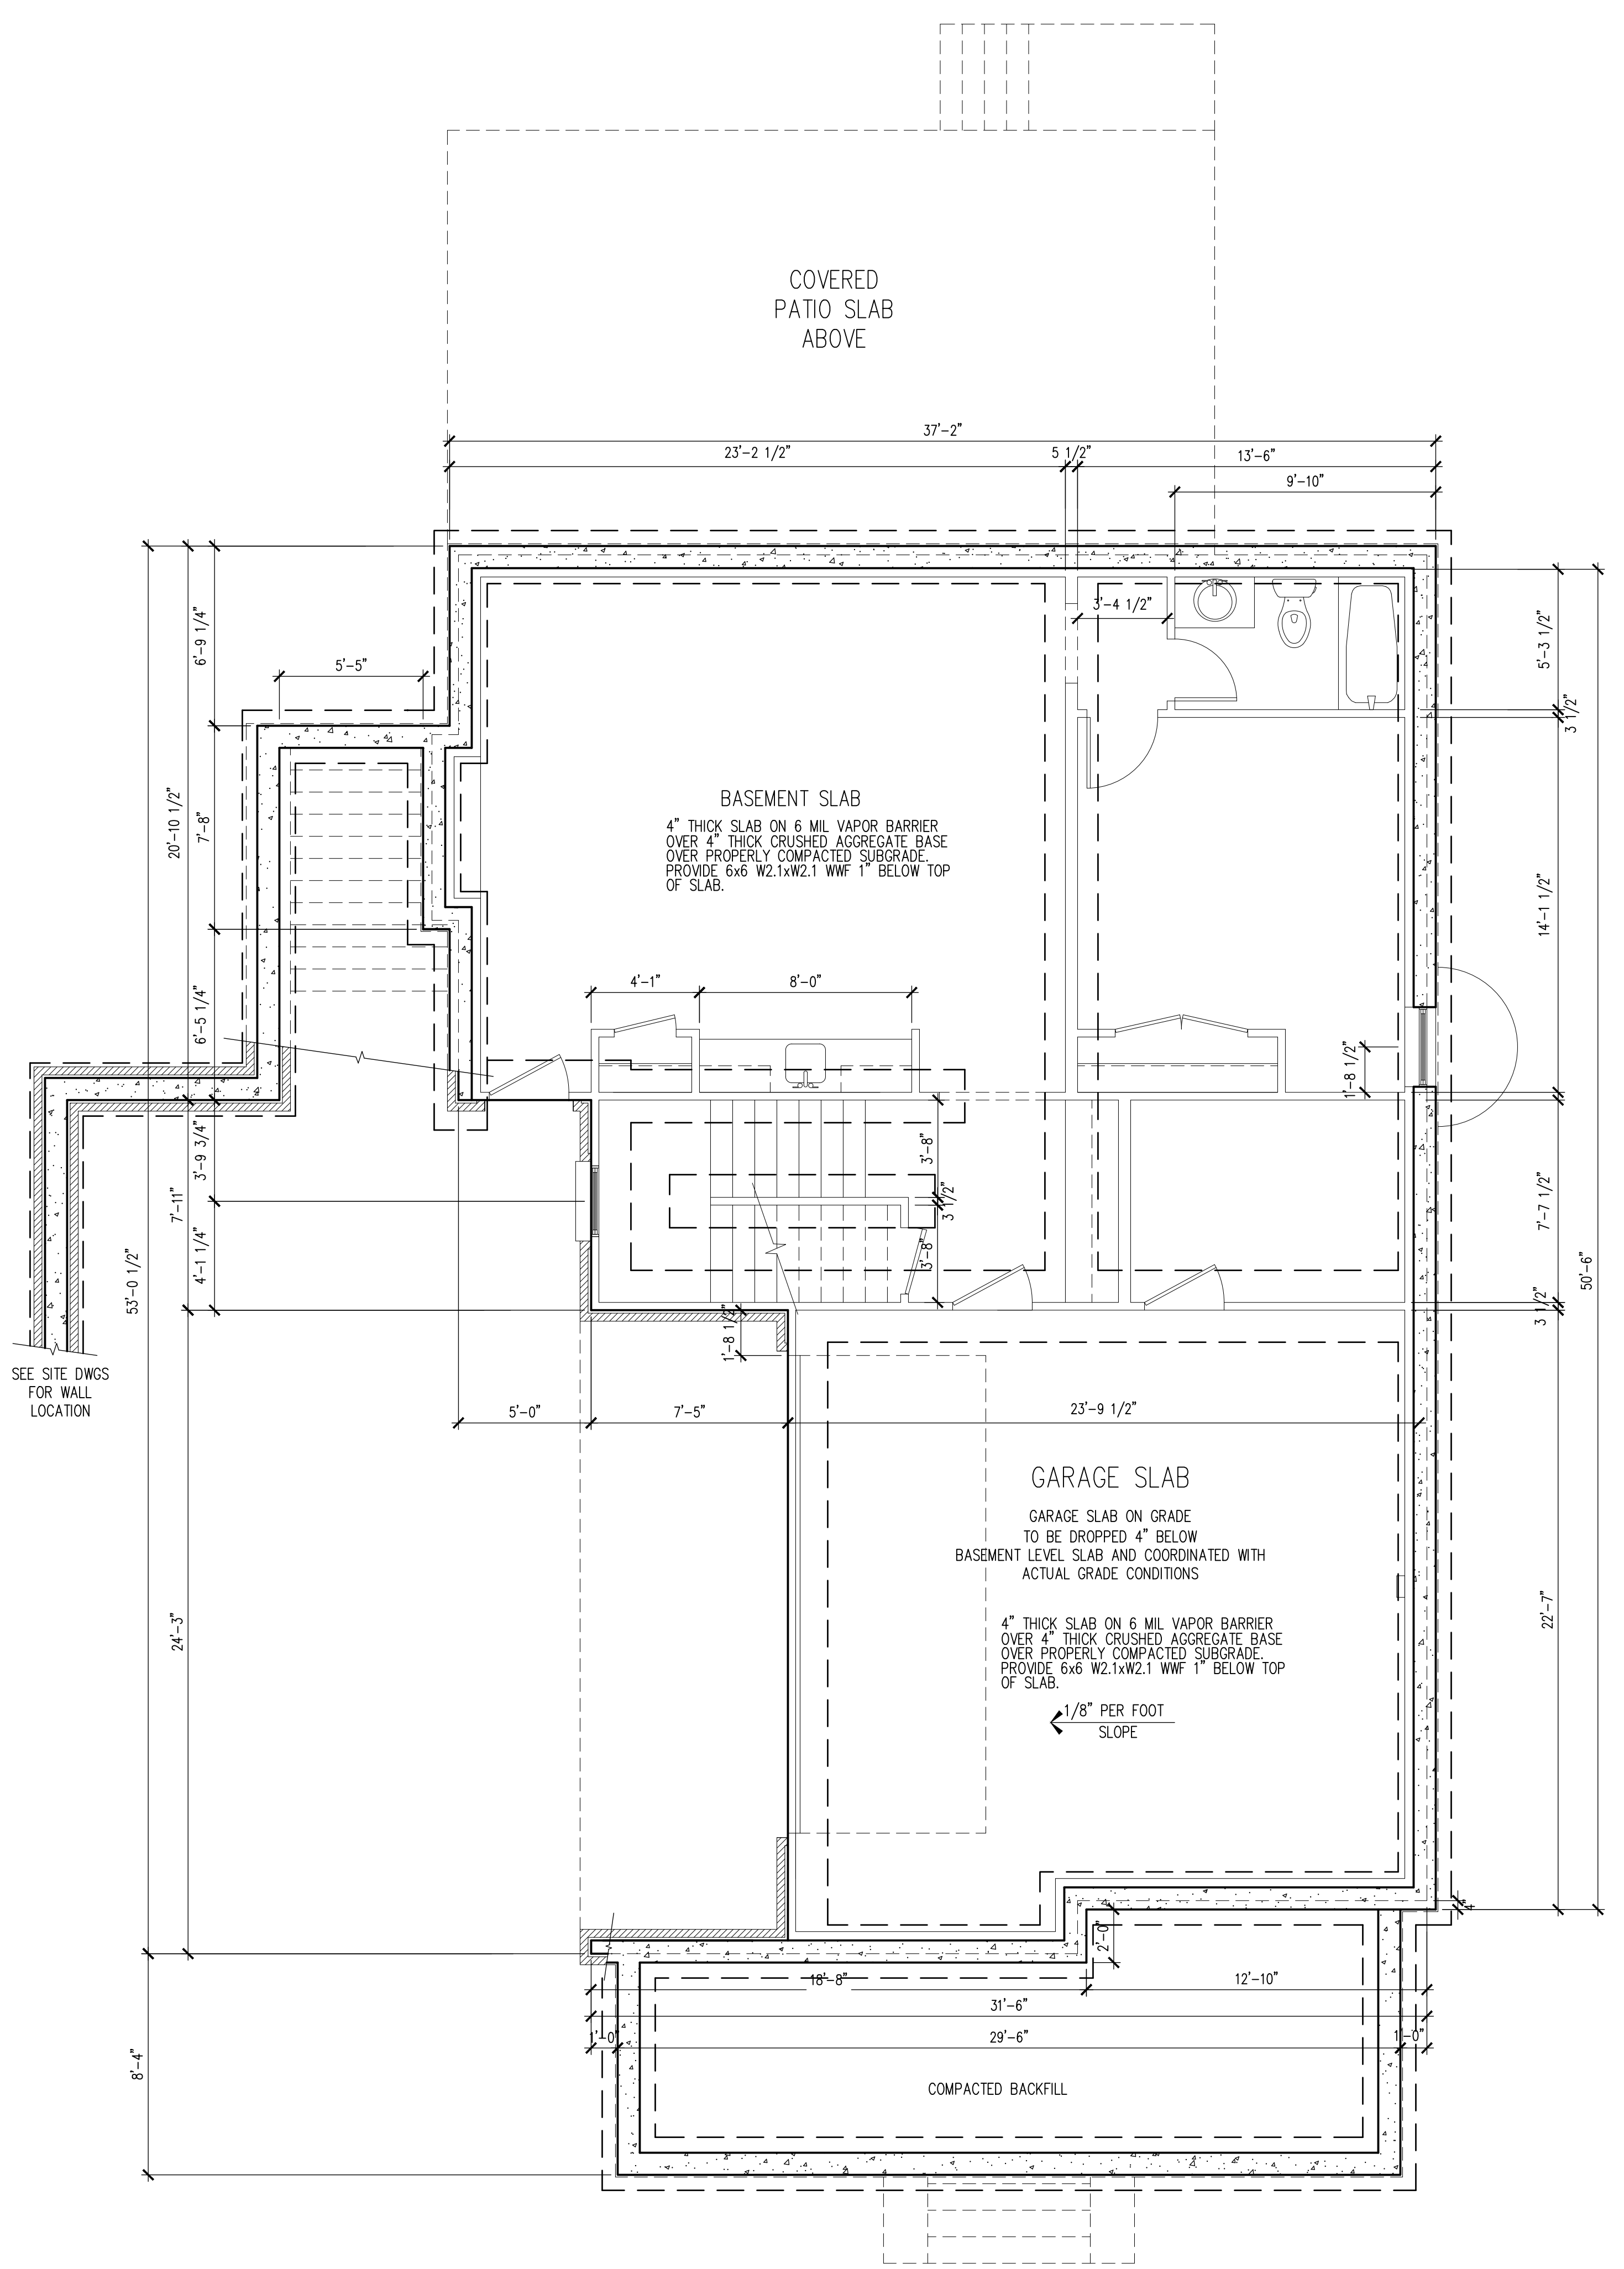 COVERED
PATIO SLAB
ABOVE
37'-2"
23'-2 1/2"
5 1/2"
13'-6"
9'-10"
6'-9 1/4"
5'-5"
3'-4 1/2"
5'-3 1/2"
3 1/2"
20'-10 1/2"
7'-8"
BASEMENT SLAB
4" THICK SLAB ON 6 MIL VAPOR BARRIER
OVER 4" THICK CRUSHED AGGREGATE BASE
OVER PROPERLY COMPACTED SUBGRADE.
PROVIDE 6x6 W2.1xW2.1 WWF 1" BELOW TOP
OF SLAB.
14'-1 1/2"
6'-5 1/4"
4'-1"
8'-0"
1'-8 1/2"
3'-9 3/4"
7'-11"
4'-1 1/4"
53'-0 1/2"
3'-8"
3 1/2"
3'-8"
7'-7 1/2"
50'-6"
3 1/2"
1'-8 1/2"
SEE SITE DWGS
FOR WALL
LOCATION
5'-0"
7'-5"
23'-9 1/2"
GARAGE SLAB
GARAGE SLAB ON GRADE
TO BE DROPPED 4" BELOW
BASEMENT LEVEL SLAB AND COORDINATED WITH
ACTUAL GRADE CONDITIONS
24'-3"
22'-7"
4" THICK SLAB ON 6 MIL VAPOR BARRIER
OVER 4" THICK CRUSHED AGGREGATE BASE
OVER PROPERLY COMPACTED SUBGRADE.
PROVIDE 6x6 W2.1xW2.1 WWF 1" BELOW TOP
OF SLAB.
1/8" PER FOOT
SLOPE
4"
2'-0"
18'-8"
12'-10"
31'-6"
1'-0"
29'-6"
1'-0"
8'-4"
COMPACTED BACKFILL